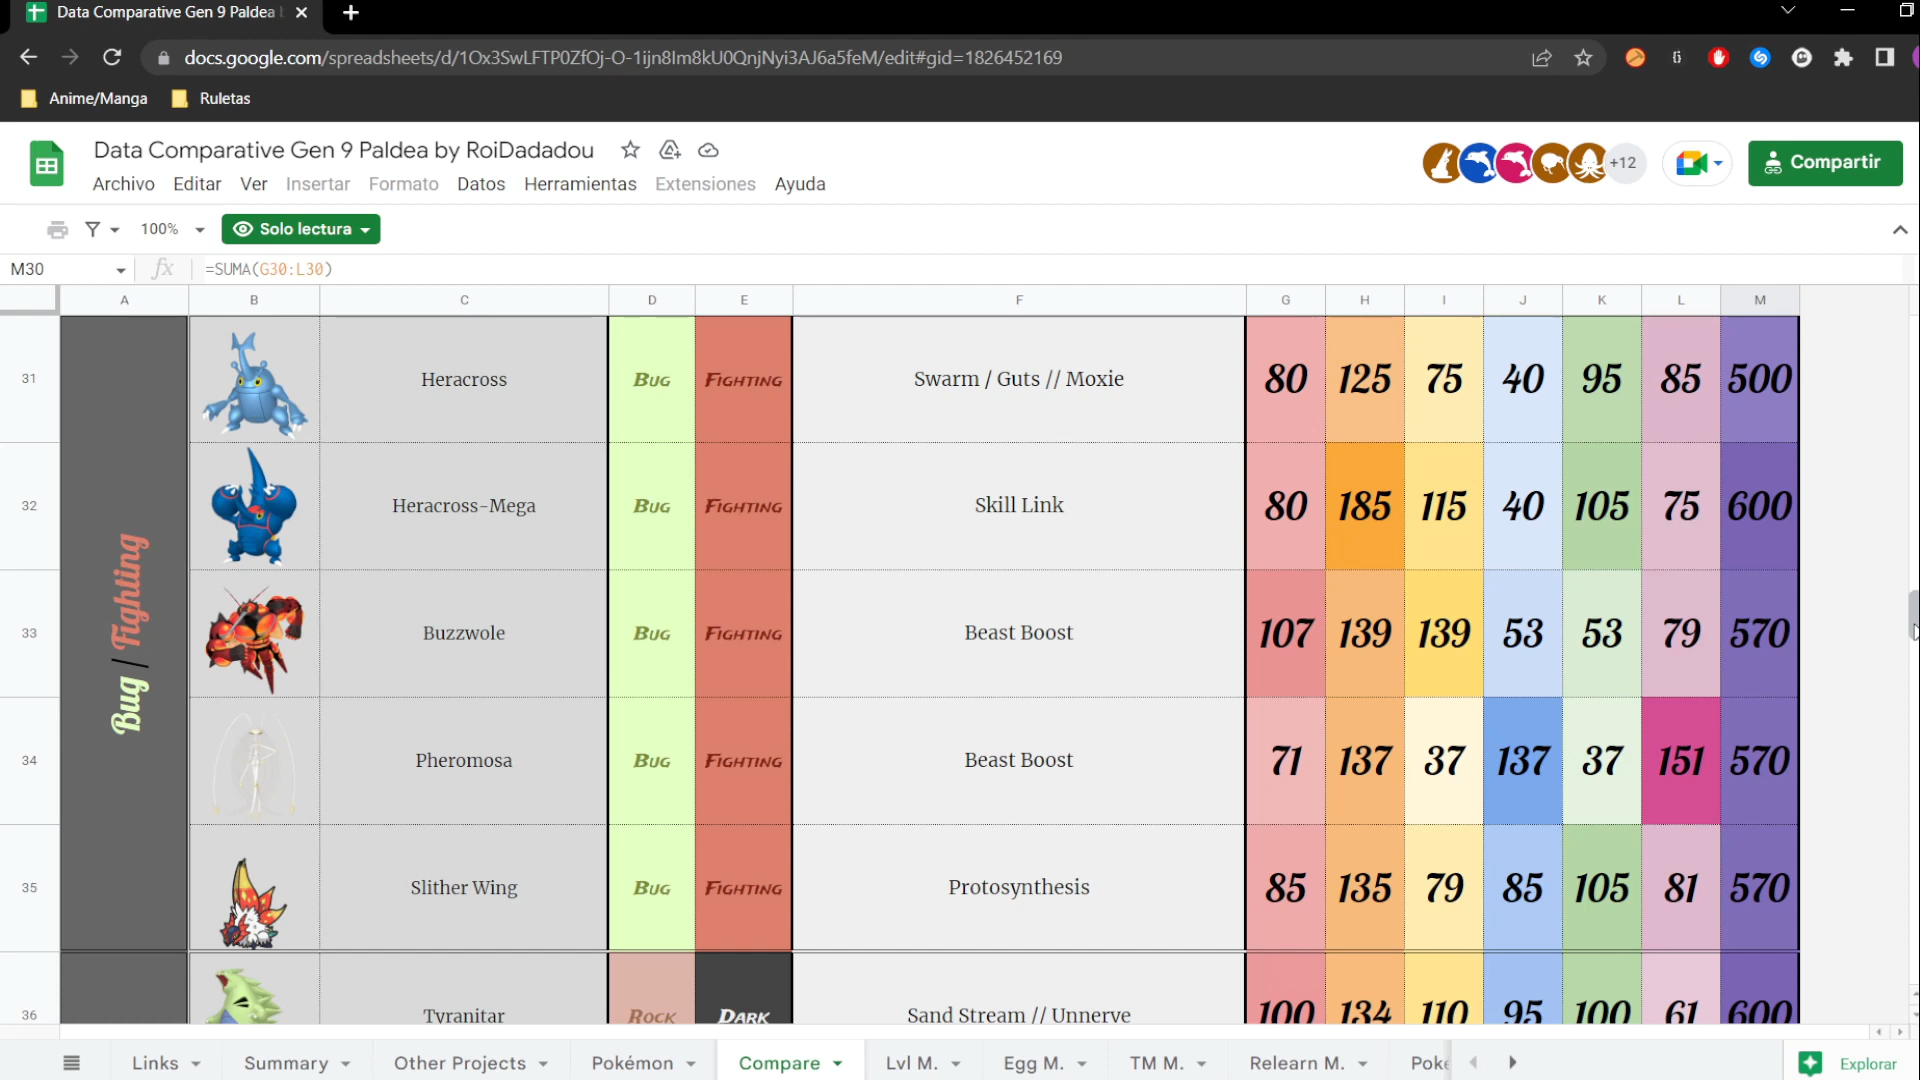 Data Comparative Gen 9 Paldea
docs.google.com/spreadsheets/d/1Ox3SwLFTP0ZfOj-O-1ijn8Im8kU0QnjNyi3AJ6a5feM/edit#gid=1826452169
Anime/Manga Ruletas
Data Comparative Gen 9 Paldea by RoiDadadou
+12
Compartir
Archivo Editar Ver Insertar Formato Datos Herramientas Extensiones Ayuda
100% Solo lectura
M30 fx =SUMA(G30:L30)
A B C D E F G H I J K L M
31 Heracross BUG FIGHTING Swarm / Guts // Moxie 80 125 75 40 95 85 500
32 Heracross-Mega BUG FIGHTING Skill Link 80 185 115 40 105 75 600
Bug / Fighting
33 Buzzwole BUG FIGHTING Beast Boost 107 139 139 53 53 79 570
34 Pheromosa BUG FIGHTING Beast Boost 71 137 37 137 37 151 570
35 Slither Wing BUG FIGHTING Protosynthesis 85 135 79 85 105 81 570
36 Tyranitar ROCK DARK Sand Stream // Unnerve 100 134 110 95 100 61 600
Links Summary Other Projects Pokémon Compare Lvl M. Egg M. TM M. Relearn M. Poke Explorar